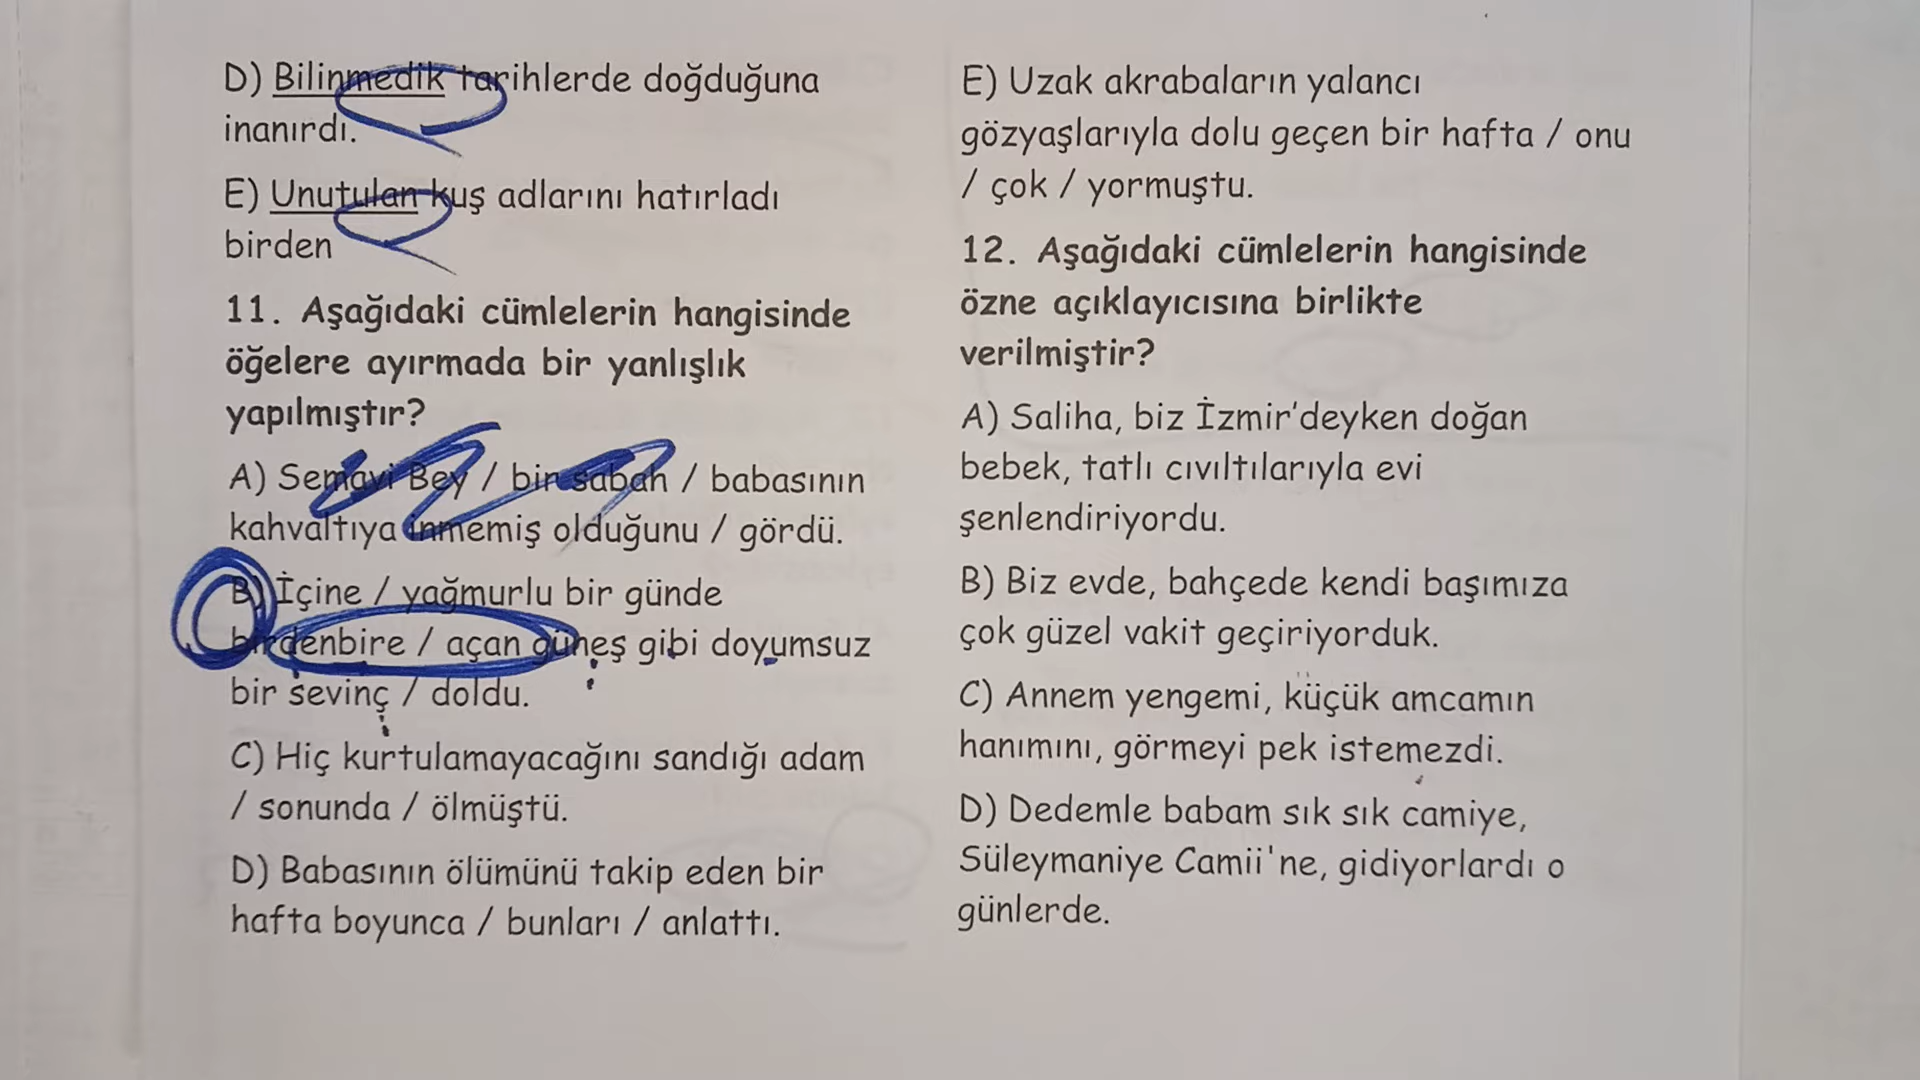 D) Bilinmedik tarihlerde doğduğuna
inanırdı.
E) Unutulan kuş adlarını hatırladı
birden
11. Aşağıdaki cümlelerin hangisinde
öğelere ayırmada bir yanlışlık
yapılmıştır?
A) Semavi Bey / bir sabah / babasının
kahvaltıya inmemiş olduğunu / gördü.
B) İçine / yağmurlu bir günde
birdenbire / açan güneş gibi doyumsuz
bir sevinç / doldu.
C) Hiç kurtulamayacağını sandığı adam
/ sonunda / ölmüştü.
D) Babasının ölümünü takip eden bir
hafta boyunca / bunları / anlattı.
E) Uzak akrabaların yalancı
gözyaşlarıyla dolu geçen bir hafta / onu
/ çok / yormuştu.
12. Aşağıdaki cümlelerin hangisinde
özne açıklayıcısına birlikte
verilmiştir?
A) Saliha, biz İzmir'deyken doğan
bebek, tatlı cıvıltılarıyla evi
şenlendiriyordu.
B) Biz evde, bahçede kendi başımıza
çok güzel vakit geçiriyorduk.
C) Annem yengemi, küçük amcamın
hanımını, görmeyi pek istemezdi.
D) Dedemle babam sık sık camiye,
Süleymaniye Camii'ne, gidiyorlardı o
günlerde.